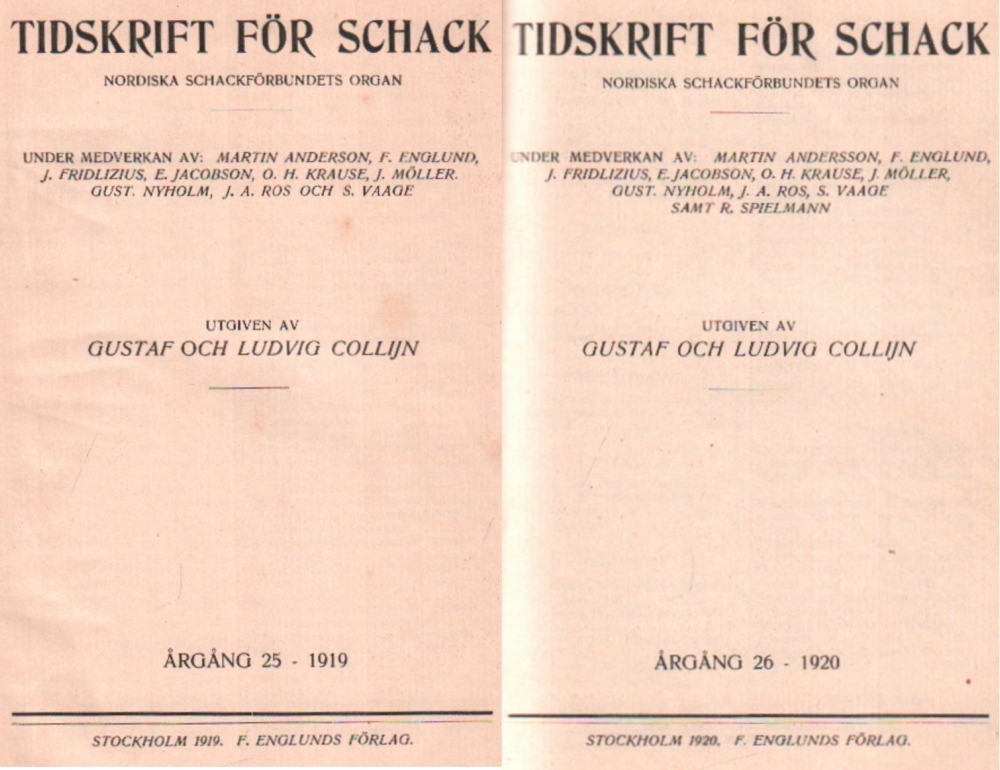 TIDSKRIFT FÖR SCHACK
NORDISKA SCHACKFÖRBUNDETS ORGAN
UNDER MEDVERKAN AV: MARTIN ANDERSON, F. ENGLUND,
J. FRIDLIZIUS, E. JACOBSON, O. H. KRAUSE, J. MÖLLER.
GUST. NYHOLM, J. A. ROS OCH S. VAAGE
UTGIVEN AV
GUSTAF OCH LUDVIG COLLIJN
ÅRGÅNG 25 - 1919
STOCKHOLM 1919. F. ENGLUNDS FÖRLAG.
TIDSKRIFT FÖR SCHACK
NORDISKA SCHACKFÖRBUNDETS ORGAN
UNDER MEDVERKAN AV: MARTIN ANDERSSON, F. ENGLUND,
J. FRIDLIZIUS, E. JACOBSON, O. H. KRAUSE, J. MÖLLER,
GUST. NYHOLM, J. A. ROS, S. VAAGE
SAMT R. SPIELMANN
UTGIVEN AV
GUSTAF OCH LUDVIG COLLIJN
ÅRGÅNG 26 - 1920
STOCKHOLM 1920. F. ENGLUNDS FÖRLAG.